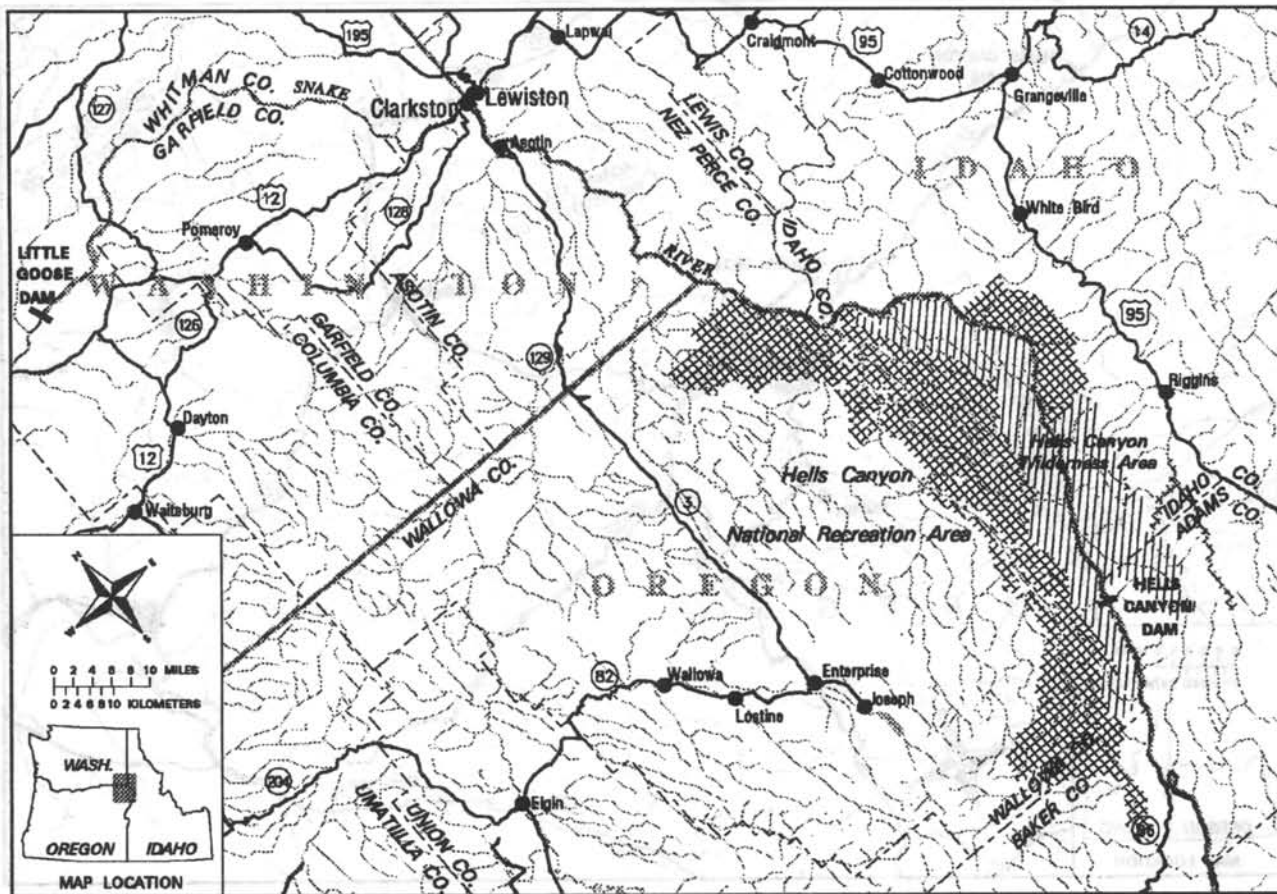 195
Lapwai
Craigmont
95
14
Cottonwood
Grangeville
127
WHITMAN CO.
GARFIELD CO.
SNAKE
Clarkston
Lewiston
Asotin
LEWIS CO.
NEZ PERCE CO.
IDAHO
White Bird
12
128
Pomeroy
IDAHO CO.
RIVER
LITTLE
GOOSE
DAM
WASHINGTON
ASOTIN CO.
126
GARFIELD CO.
COLUMBIA CO.
129
95
Riggins
Dayton
12
Hells Canyon
Wilderness Area
Hells Canyon
National Recreation Area
WALLOWA CO.
3
IDAHO CO.
ADAMS CO.
Waitsburg
OREGON
HELLS
CANYON
DAM
N
E
W
S
0 2 4 6 8 10 MILES
0 2 4 6 8 10 KILOMETERS
82
Wallowa
Enterprise
Lostine
Joseph
WASH.
OREGON
IDAHO
MAP LOCATION
204
Elgin
UNION CO.
UMATILLA CO.
WALLOWA CO.
BAKER CO.
86